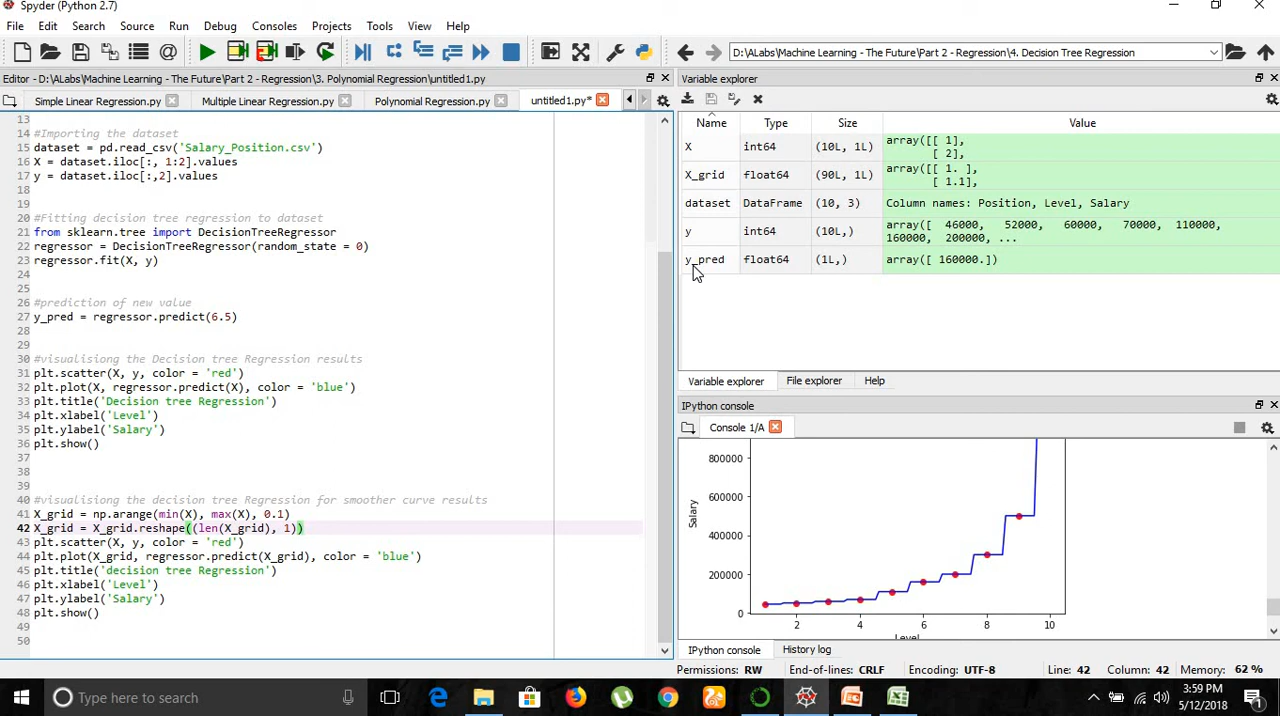 Spyder (Python 2.7)
File Edit Search Source Run Debug Consoles Projects Tools View Help
D:\ALabs\Machine Learning - The Future\Part 2 - Regression\4. Decision Tree Regression
Editor - D:\ALabs\Machine Learning - The Future\Part 2 - Regression\3. Polynomial Regression\untitled1.py
Simple Linear Regression.py Multiple Linear Regression.py Polynomial Regression.py untitled1.py*
13
14 #Importing the dataset
15 dataset = pd.read_csv('Salary_Position.csv')
16 X = dataset.iloc[:, 1:2].values
17 y = dataset.iloc[:,2].values
18
19
20 #Fitting decision tree regression to dataset
21 from sklearn.tree import DecisionTreeRegressor
22 regressor = DecisionTreeRegressor(random_state = 0)
23 regressor.fit(X, y)
24
25
26 #prediction of new value
27 y_pred = regressor.predict(6.5)
28
29
30 #visualisiong the Decision tree Regression results
31 plt.scatter(X, y, color = 'red')
32 plt.plot(X, regressor.predict(X), color = 'blue')
33 plt.title('Decision tree Regression')
34 plt.xlabel('Level')
35 plt.ylabel('Salary')
36 plt.show()
37
38
39
40 #visualisiong the decision tree Regression for smoother curve results
41 X_grid = np.arange(min(X), max(X), 0.1)
42 X_grid = X_grid.reshape((len(X_grid), 1))
43 plt.scatter(X, y, color = 'red')
44 plt.plot(X_grid, regressor.predict(X_grid), color = 'blue')
45 plt.title('decision tree Regression')
46 plt.xlabel('Level')
47 plt.ylabel('Salary')
48 plt.show()
49
50
Variable explorer
Name Type Size Value
X int64 (10L, 1L) array([[ 1],
[ 2],
X_grid float64 (90L, 1L) array([[ 1. ],
[ 1.1],
dataset DataFrame (10, 3) Column names: Position, Level, Salary
y int64 (10L,) array([ 46000, 52000, 60000, 70000, 110000,
160000, 200000, ...
y_pred float64 (1L,) array([ 160000.])
Variable explorer File explorer Help
IPython console
Console 1/A
800000
600000
400000
200000
0
Salary
2 4 6 8 10
Level
IPython console History log
Permissions: RW End-of-lines: CRLF Encoding: UTF-8 Line: 42 Column: 42 Memory: 62 %
Type here to search
3:59 PM
5/12/2018